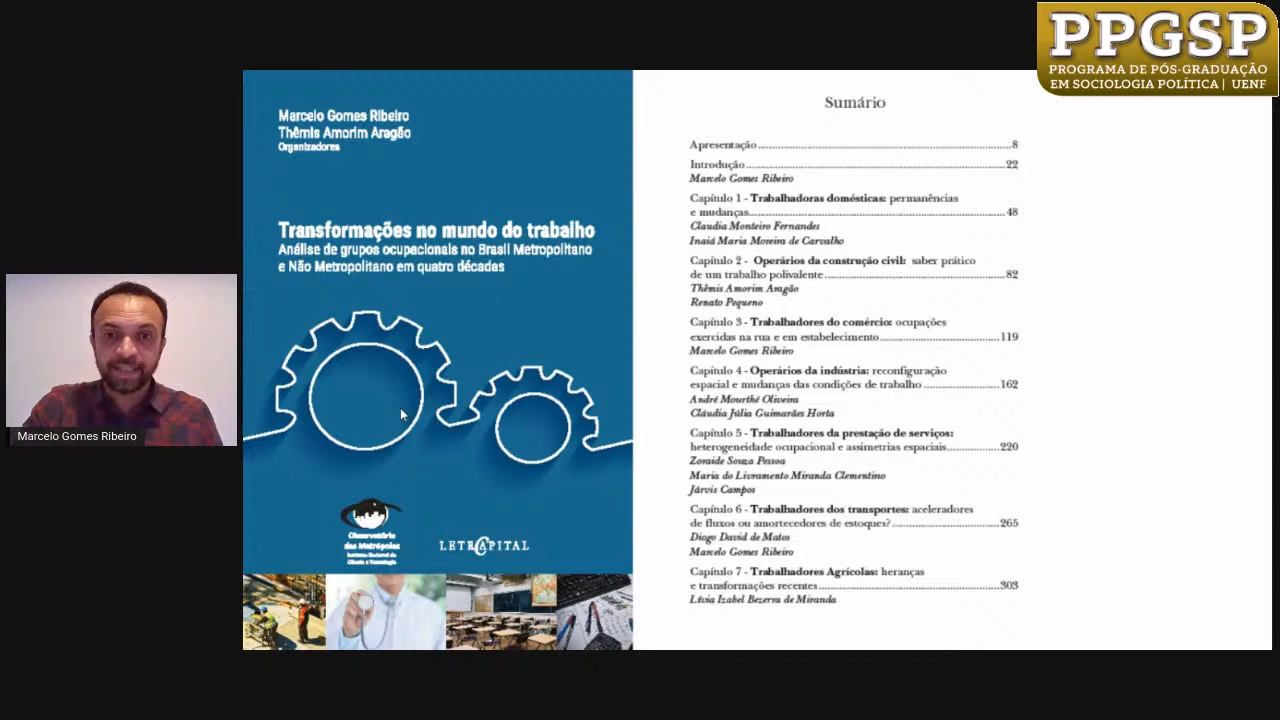 PPGSP
PROGRAMA DE PÓS-GRADUAÇÃO
EM SOCIOLOGIA POLÍTICA | UENF
Marcelo Gomes Ribeiro
Marcelo Gomes Ribeiro
Thêmis Amorim Aragão
Organizadores
Transformações no mundo do trabalho
Análise de grupos ocupacionais no Brasil Metropolitano
e Não Metropolitano em quatro décadas
Observatório
das Metrópoles
Instituto Nacional de
Ciência e Tecnologia
LETRACAPITAL
Sumário
Apresentação 8
Introdução 22
Marcelo Gomes Ribeiro
Capítulo 1 - Trabalhadoras domésticas: permanências
e mudanças 48
Claudia Monteiro Fernandes
Inaiá Maria Moreira de Carvalho
Capítulo 2 - Operários da construção civil: saber prático
de um trabalho polivalente 82
Thêmis Amorim Aragão
Renato Pequeno
Capítulo 3 - Trabalhadores do comércio: ocupações
exercidas na rua e em estabelecimento 119
Marcelo Gomes Ribeiro
Capítulo 4 - Operários da indústria: reconfiguração
espacial e mudanças das condições de trabalho 162
André Mourthé Oliveira
Cláudia Júlia Guimarães Horta
Capítulo 5 - Trabalhadores da prestação de serviços:
heterogeneidade ocupacional e assimetrias espaciais 220
Zoraide Souza Pessoa
Maria do Livramento Miranda Clementino
Járvis Campos
Capítulo 6 - Trabalhadores dos transportes: aceleradores
de fluxos ou amortecedores de estoques? 265
Diogo David de Matos
Marcelo Gomes Ribeiro
Capítulo 7 - Trabalhadores Agrícolas: heranças
e transformações recentes 303
Lívia Izabel Bezerra de Miranda